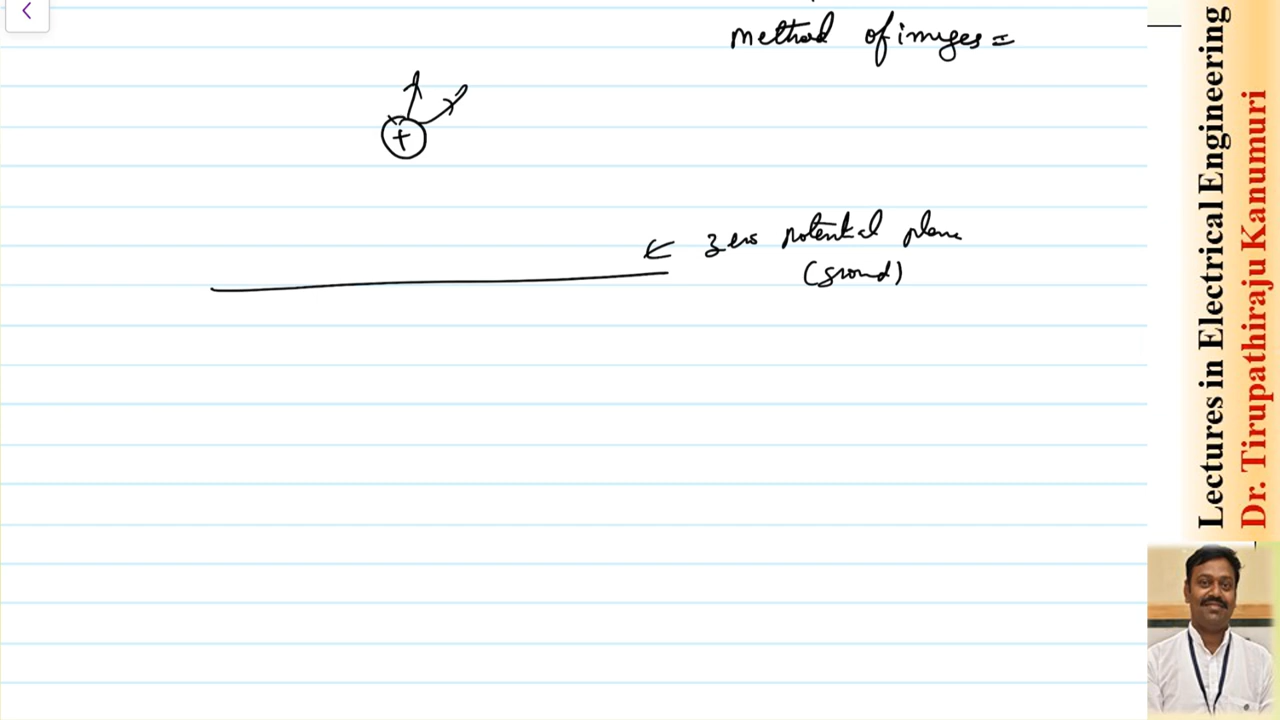 method of images =
+
zero potential plane
(ground)
Lectures in Electrical Engineering
Dr. Tirupathiraju Kanumuri